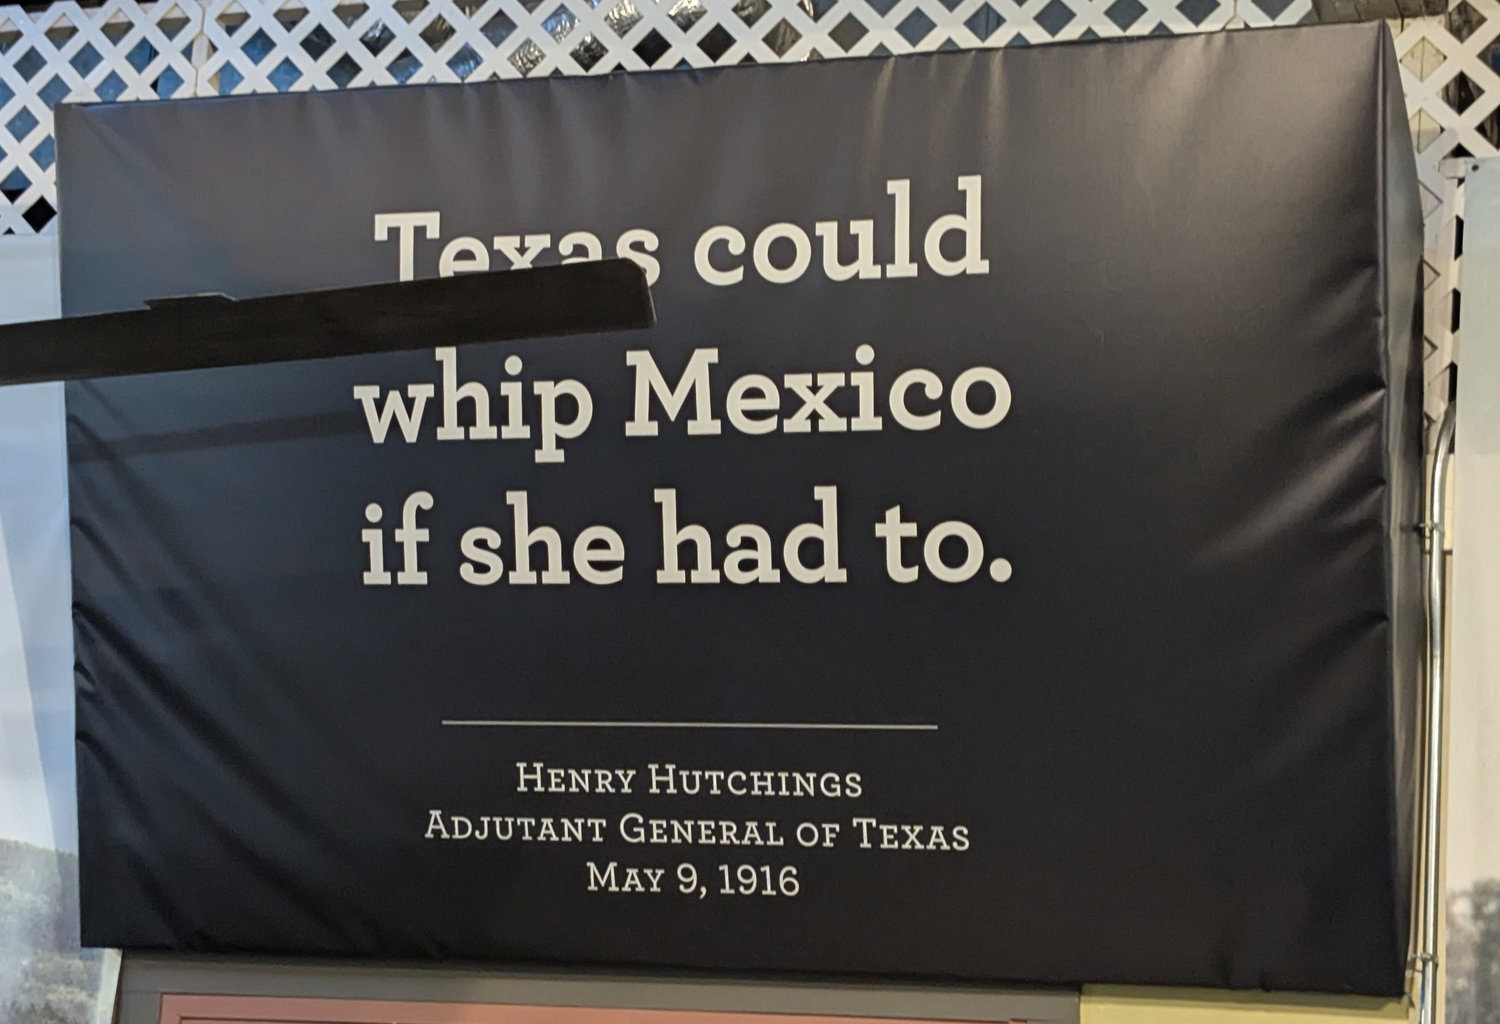 Texas could
whip Mexico
if she had to.
Henry Hutchings
Adjutant General of Texas
May 9, 1916